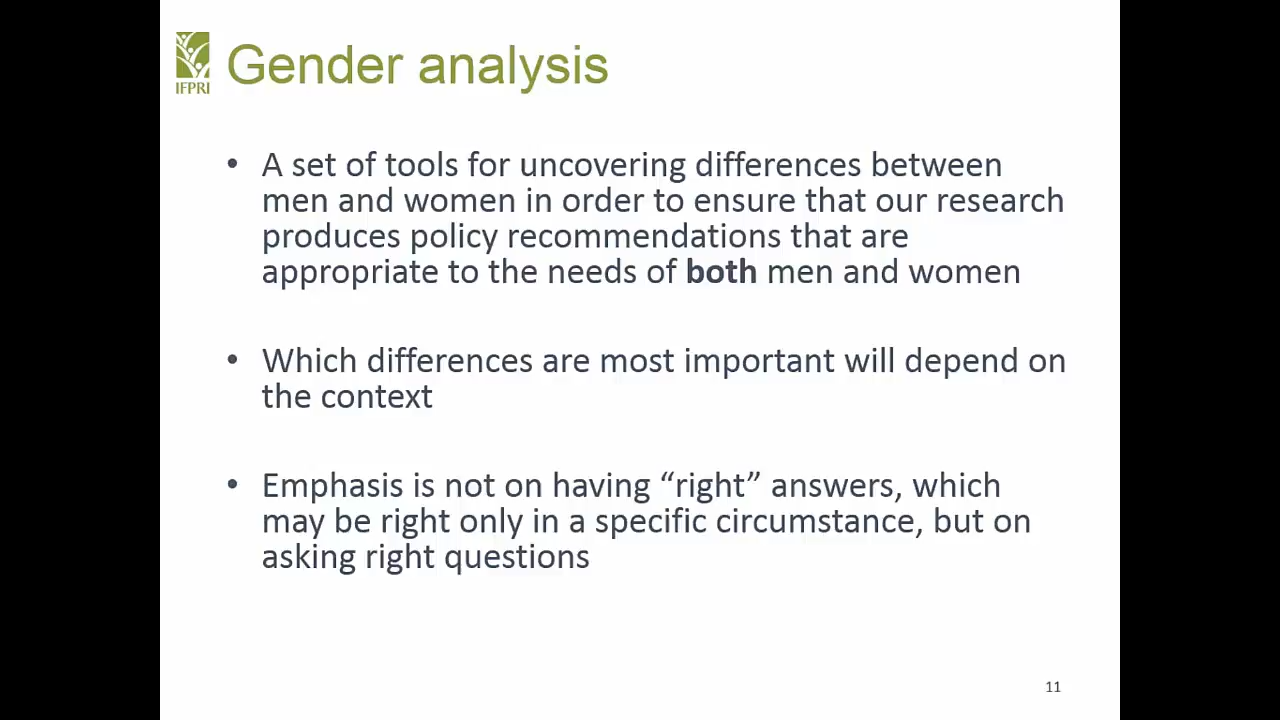 IFPRI
Gender analysis
• A set of tools for uncovering differences between
men and women in order to ensure that our research
produces policy recommendations that are
appropriate to the needs of both men and women
• Which differences are most important will depend on
the context
• Emphasis is not on having “right” answers, which
may be right only in a specific circumstance, but on
asking right questions
11